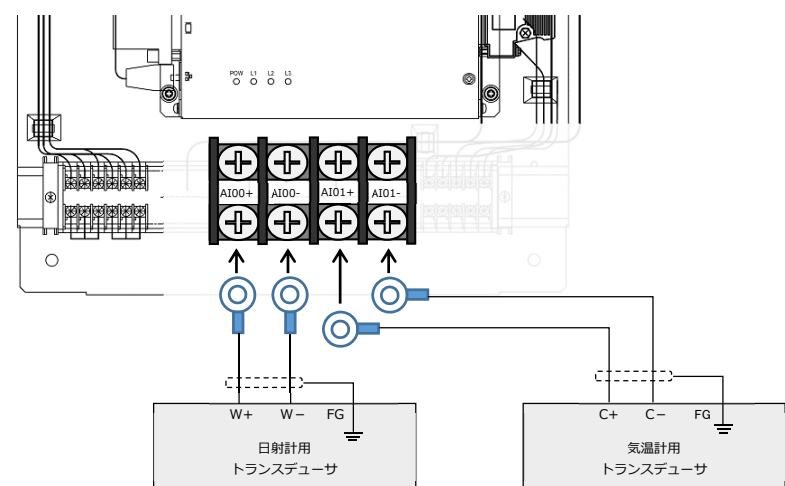 POW L1 L2 L3
AI00+ AI00- AI01+ AI01-
W+ W− FG
日射計用
トランスデューサ
C+ C− FG
気温計用
トランスデューサ